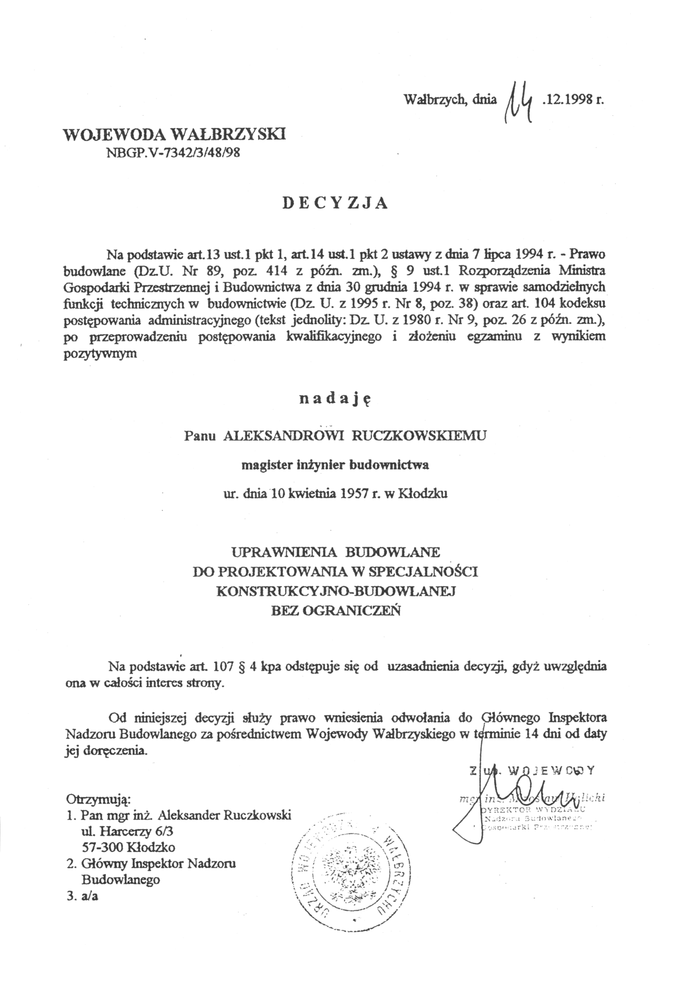 Wałbrzych, dnia 14 .12.1998 r.
WOJEWODA WAŁBRZYSKI
NBGP.V-7342/3/48/98
D E C Y Z J A
Na podstawie art.13 ust.1 pkt 1, art.14 ust.1 pkt 2 ustawy z dnia 7 lipca 1994 r. - Prawo
budowlane (Dz.U. Nr 89, poz. 414 z późn. zm.), § 9 ust.1 Rozporządzenia Ministra
Gospodarki Przestrzennej i Budownictwa z dnia 30 grudnia 1994 r. w sprawie samodzielnych
funkcji technicznych w budownictwie (Dz. U. z 1995 r. Nr 8, poz. 38) oraz art. 104 kodeksu
postępowania administracyjnego (tekst jednolity: Dz. U. z 1980 r. Nr 9, poz. 26 z późn. zm.),
po przeprowadzeniu postępowania kwalifikacyjnego i złożeniu egzaminu z wynikiem
pozytywnym
n a d a j ę
Panu ALEKSANDROWI RUCZKOWSKIEMU
magister inżynier budownictwa
ur. dnia 10 kwietnia 1957 r. w Kłodzku
UPRAWNIENIA BUDOWLANE
DO PROJEKTOWANIA W SPECJALNOŚCI
KONSTRUKCYJNO-BUDOWLANEJ
BEZ OGRANICZEŃ
Na podstawie art. 107 § 4 kpa odstępuje się od uzasadnienia decyzji, gdyż uwzględnia
ona w całości interes strony.
Od niniejszej decyzji służy prawo wniesienia odwołania do Głównego Inspektora
Nadzoru Budowlanego za pośrednictwem Wojewody Wałbrzyskiego w terminie 14 dni od daty
jej doręczenia.
Z up. WOJEWODY
mgr inż.
DYREKTOR WYDZIAŁU
Nadzoru Budowlanego
Gospodarki Przestrzennej
Otrzymują:
1. Pan mgr inż. Aleksander Ruczkowski
ul. Harcerzy 6/3
57-300 Kłodzko
2. Główny Inspektor Nadzoru
Budowlanego
3. a/a
URZĄD WOJEWÓDZKI W WAŁBRZYCHU